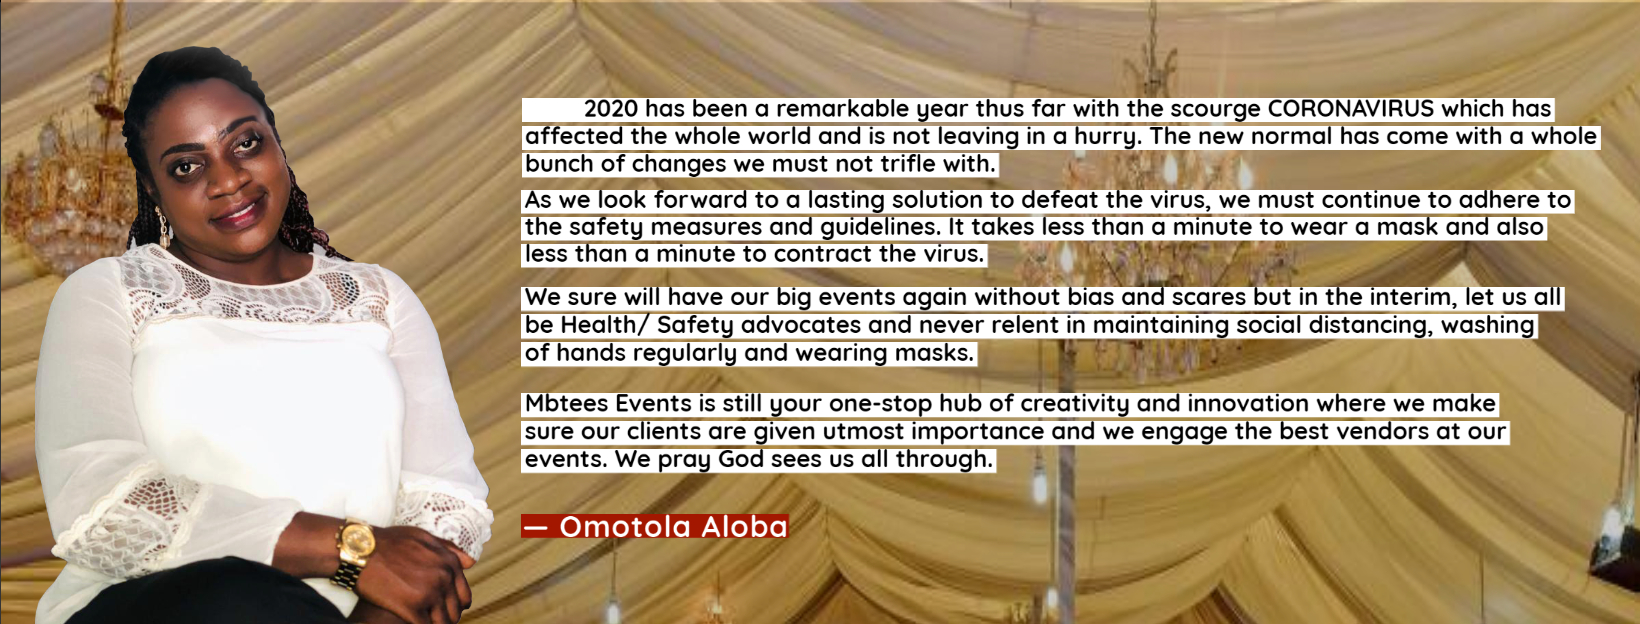 2020 has been a remarkable year thus far with the scourge CORONAVIRUS which has
affected the whole world and is not leaving in a hurry. The new normal has come with a whole
bunch of changes we must not trifle with.
As we look forward to a lasting solution to defeat the virus, we must continue to adhere to
the safety measures and guidelines. It takes less than a minute to wear a mask and also
less than a minute to contract the virus.
We sure will have our big events again without bias and scares but in the interim, let us all
be Health/ Safety advocates and never relent in maintaining social distancing, washing
of hands regularly and wearing masks.
Mbtees Events is still your one-stop hub of creativity and innovation where we make
sure our clients are given utmost importance and we engage the best vendors at our
events. We pray God sees us all through.
— Omotola Aloba